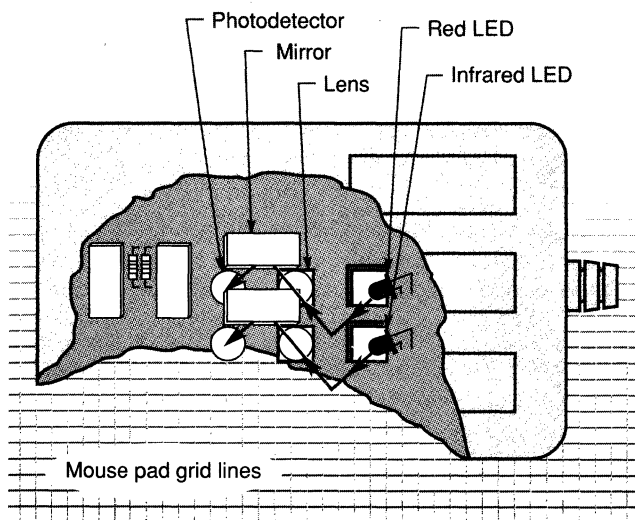 Photodetector
Mirror
Lens
Red LED
Infrared LED
Mouse pad grid lines